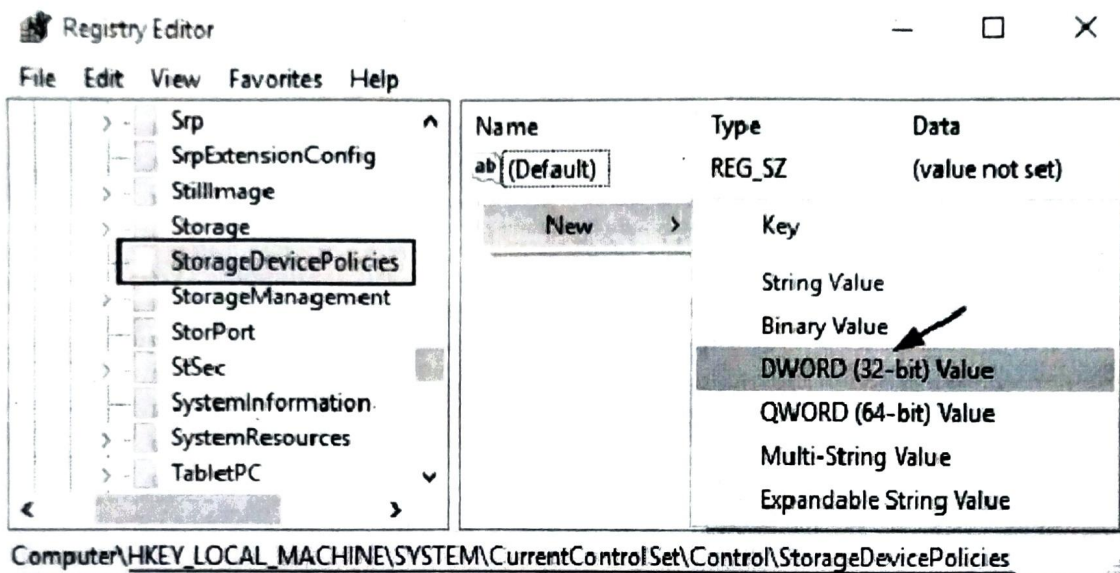 Registry Editor
File Edit View Favorites Help
Srp
SrpExtensionConfig
StillImage
Storage
StorageDevicePolicies
StorageManagement
StorPort
StSec
SystemInformation
SystemResources
TabletPC
Name Type Data
ab (Default) REG_SZ (value not set)
New >
Key
String Value
Binary Value
DWORD (32-bit) Value
QWORD (64-bit) Value
Multi-String Value
Expandable String Value
Computer\HKEY_LOCAL_MACHINE\SYSTEM\CurrentControlSet\Control\StorageDevicePolicies